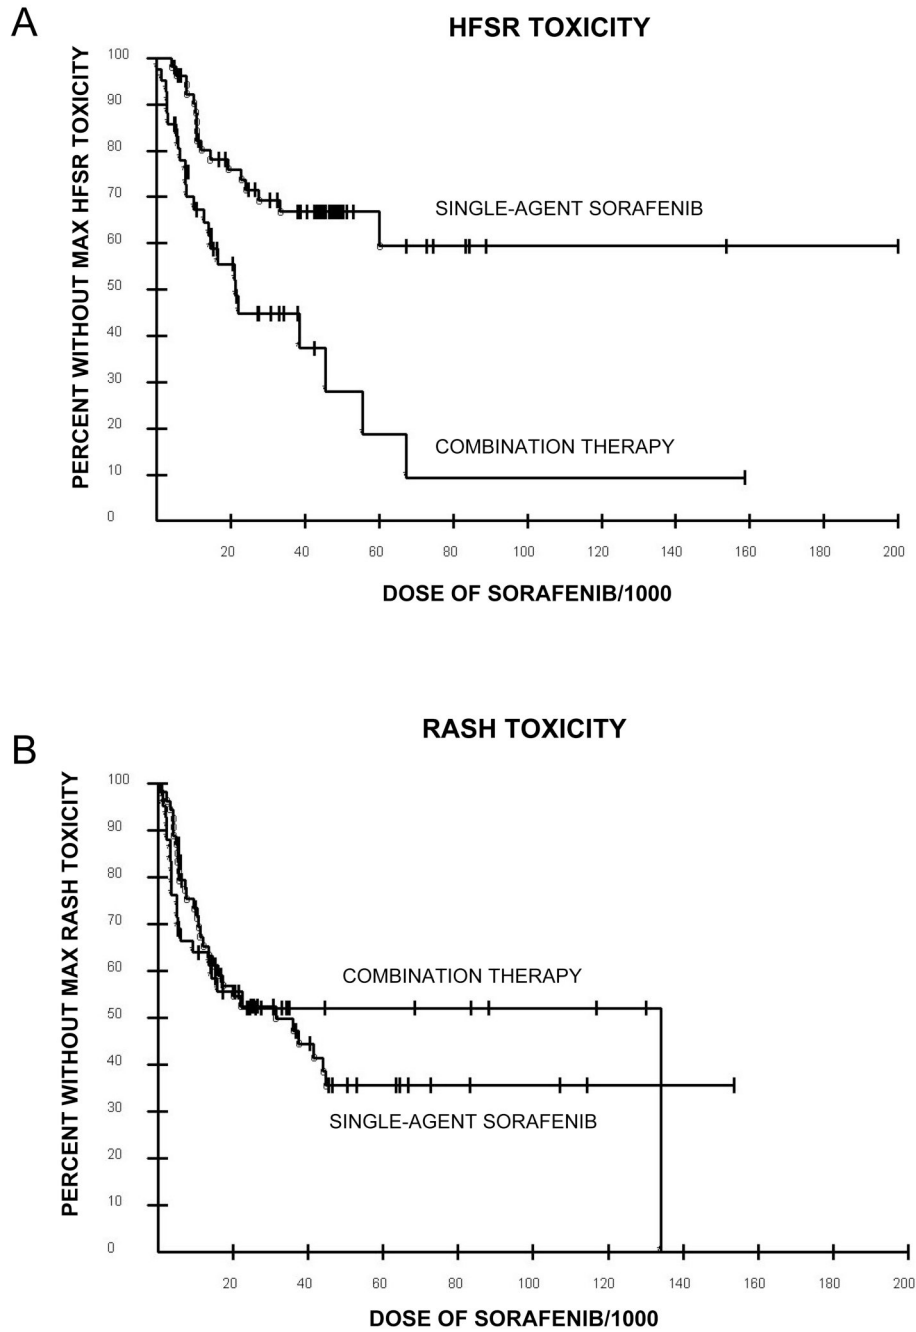 A
HFSR TOXICITY
PERCENT WITHOUT MAX HFSR TOXICITY
100
90
80
70
60
50
40
30
20
10
0
SINGLE-AGENT SORAFENIB
COMBINATION THERAPY
20 40 60 80 100 120 140 160 180 200
DOSE OF SORAFENIB/1000
B
RASH TOXICITY
PERCENT WITHOUT MAX RASH TOXICITY
100
90
80
70
60
50
40
30
20
10
0
COMBINATION THERAPY
SINGLE-AGENT SORAFENIB
20 40 60 80 100 120 140 160 180 200
DOSE OF SORAFENIB/1000